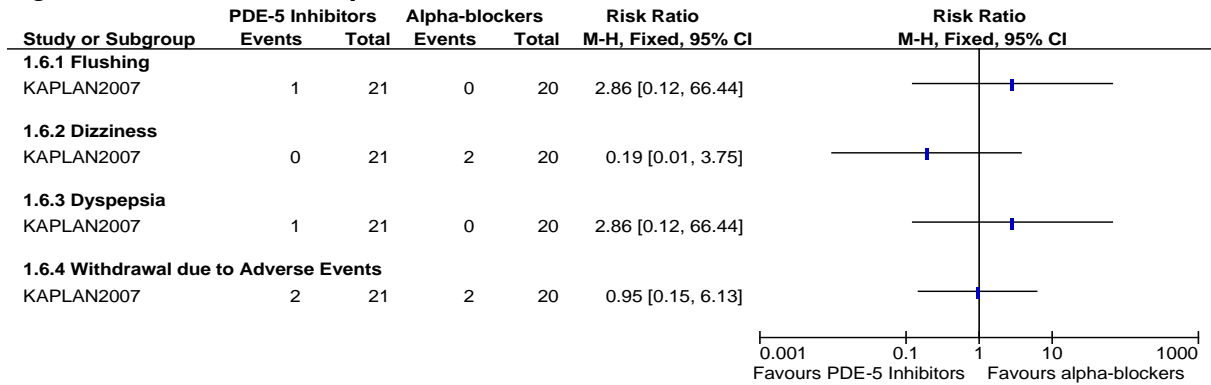 PDE-5 Inhibitors Alpha-blockers Risk Ratio Risk Ratio
Study or Subgroup Events Total Events Total M-H, Fixed, 95% CI M-H, Fixed, 95% CI
1.6.1 Flushing
KAPLAN2007 1 21 0 20 2.86 [0.12, 66.44]
1.6.2 Dizziness
KAPLAN2007 0 21 2 20 0.19 [0.01, 3.75]
1.6.3 Dyspepsia
KAPLAN2007 1 21 0 20 2.86 [0.12, 66.44]
1.6.4 Withdrawal due to Adverse Events
KAPLAN2007 2 21 2 20 0.95 [0.15, 6.13]
0.001 0.1 1 10 1000
Favours PDE-5 Inhibitors Favours alpha-blockers